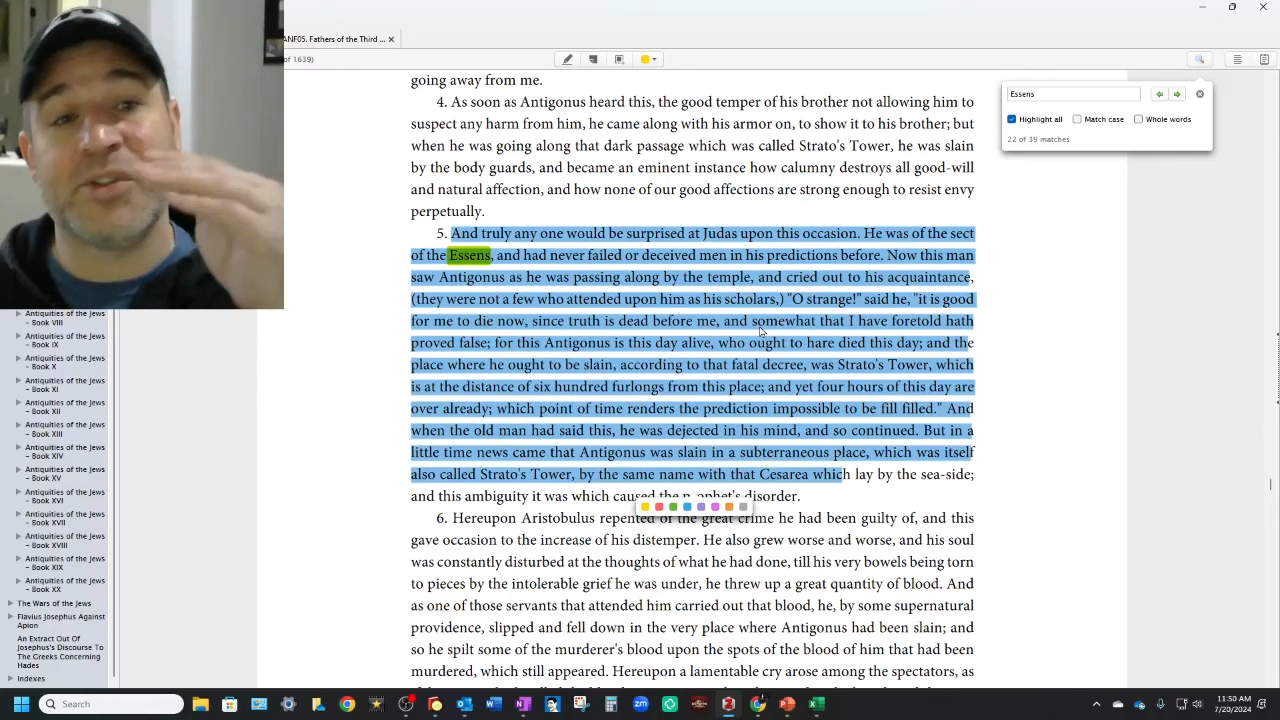 ANF05. Fathers of the Third ...
of 1639)
going away from me.
4. As soon as Antigonus heard this, the good temper of his brother not allowing him to
suspect any harm from him, he came along with his armor on, to show it to his brother; but
when he was going along that dark passage which was called Strato's Tower, he was slain
by the body guards, and became an eminent instance how calumny destroys all good-will
and natural affection, and how none of our good affections are strong enough to resist envy
perpetually.
5. And truly any one would be surprised at Judas upon this occasion. He was of the sect
of the Essens, and had never failed or deceived men in his predictions before. Now this man
saw Antigonus as he was passing along by the temple, and cried out to his acquaintance,
(they were not a few who attended upon him as his scholars,) "O strange!" said he, "it is good
for me to die now, since truth is dead before me, and somewhat that I have foretold hath
proved false; for this Antigonus is this day alive, who ought to hare died this day; and the
place where he ought to be slain, according to that fatal decree, was Strato's Tower, which
is at the distance of six hundred furlongs from this place; and yet four hours of this day are
over already; which point of time renders the prediction impossible to be fill filled." And
when the old man had said this, he was dejected in his mind, and so continued. But in a
little time news came that Antigonus was slain in a subterraneous place, which was itself
also called Strato's Tower, by the same name with that Cesarea which lay by the sea-side;
and this ambiguity it was which caused the prophet's disorder.
6. Hereupon Aristobulus repented of the great crime he had been guilty of, and this
gave occasion to the increase of his distemper. He also grew worse and worse, and his soul
was constantly disturbed at the thoughts of what he had done, till his very bowels being torn
to pieces by the intolerable grief he was under, he threw up a great quantity of blood. And
as one of those servants that attended him carried out that blood, he, by some supernatural
providence, slipped and fell down in the very place where Antigonus had been slain; and
so he spilt some of the murderer's blood upon the spots of the blood of him that had been
murdered, which still appeared. Hereupon a lamentable cry arose among the spectators, as
Essens
Highlight all
Match case
Whole words
22 of 39 matches
Antiquities of the Jews
– Book VIII
Antiquities of the Jews
– Book IX
Antiquities of the Jews
– Book X
Antiquities of the Jews
– Book XI
Antiquities of the Jews
– Book XII
Antiquities of the Jews
– Book XIII
Antiquities of the Jews
– Book XIV
Antiquities of the Jews
– Book XV
Antiquities of the Jews
– Book XVI
Antiquities of the Jews
– Book XVII
Antiquities of the Jews
– Book XVIII
Antiquities of the Jews
– Book XIX
Antiquities of the Jews
– Book XX
The Wars of the Jews
Flavius Josephus Against
Apion
An Extract Out Of
Josephus's Discourse To
The Greeks Concerning
Hades
Indexes
Search
11:50 AM
7/20/2024